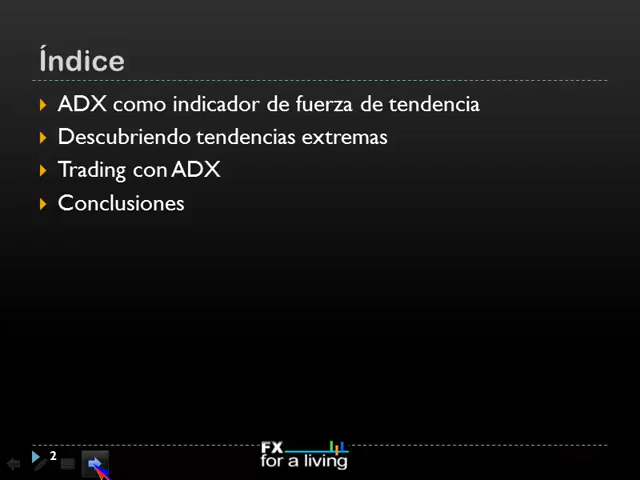 Índice
ADX como indicador de fuerza de tendencia
Descubriendo tendencias extremas
Trading con ADX
Conclusiones
2
FX
for a living